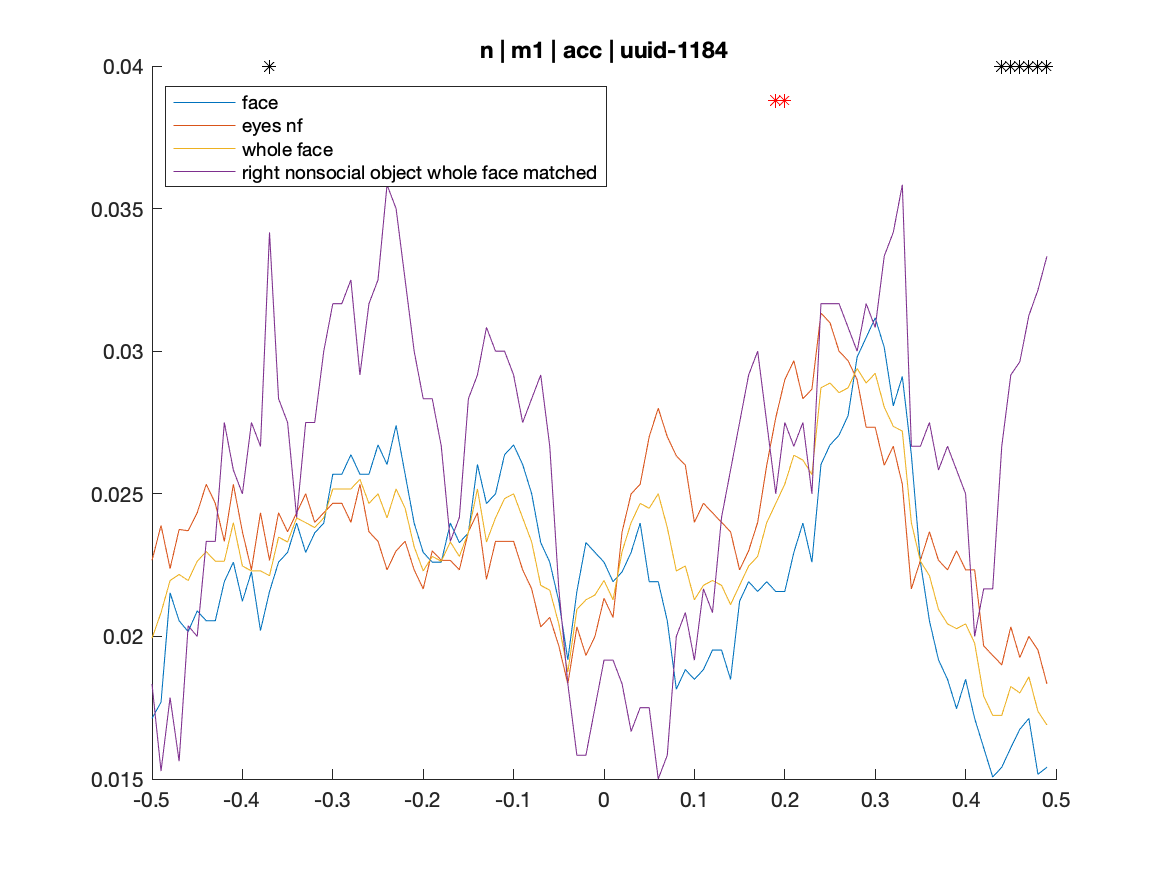 n | m1 | acc | uuid-1184
face
eyes nf
whole face
right nonsocial object whole face matched
0.04
0.035
0.03
0.025
0.02
0.015
-0.5 -0.4 -0.3 -0.2 -0.1 0 0.1 0.2 0.3 0.4 0.5